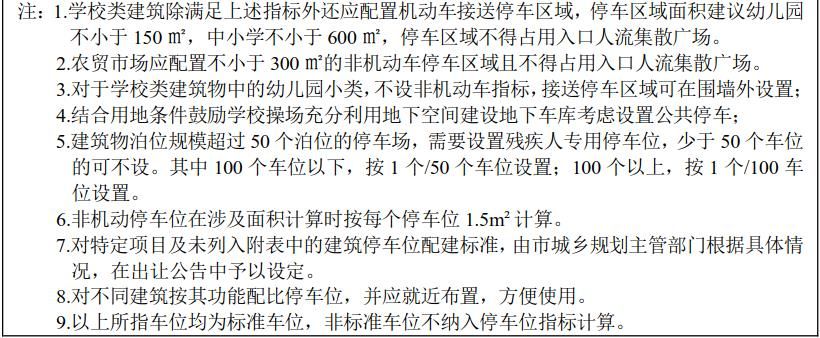 注：1.学校类建筑除满足上述指标外还应配置机动车接送停车区域，停车区域面积建议幼儿园
不小于 150 ㎡，中小学不小于 600 ㎡，停车区域不得占用入口人流集散广场。
2.农贸市场应配置不小于 300 ㎡的非机动车停车区域且不得占用入口人流集散广场。
3.对于学校类建筑物中的幼儿园小类，不设非机动车指标，接送停车区域可在围墙外设置；
4.结合用地条件鼓励学校操场充分利用地下空间建设地下车库考虑设置公共停车；
5.建筑物泊位规模超过 50 个泊位的停车场，需要设置残疾人专用停车位，少于 50 个车位
的可不设。其中 100 个车位以下，按 1 个/50 个车位设置；100 个以上，按 1 个/100 车
位设置。
6.非机动停车位在涉及面积计算时按每个停车位 1.5m² 计算。
7.对特定项目及未列入附表中的建筑停车位配建标准，由市城乡规划主管部门根据具体情
况，在出让公告中予以设定。
8.对不同建筑按其功能配比停车位，并应就近布置，方便使用。
9.以上所指车位均为标准车位，非标准车位不纳入停车位指标计算。